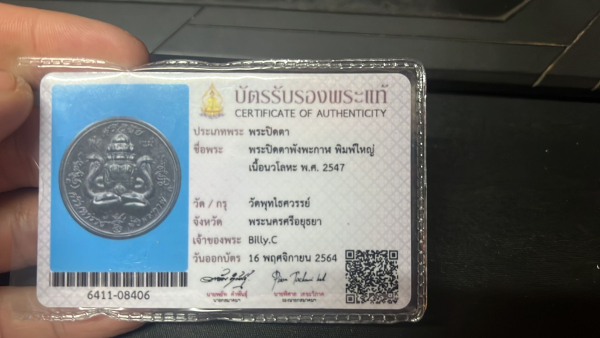 บัตรรับรองพระแท้
CERTIFICATE OF AUTHENTICITY
ประเภทพระ พระปิดตา
ชื่อพระ พระปิดตาพังพะกาฬ พิมพ์ใหญ่
เนื้อนวโลหะ พ.ศ. 2547
วัด / กรุ วัดพุทไธศวรรย์
จังหวัด พระนครศรีอยุธยา
เจ้าของพระ Billy.C
วันออกบัตร 16 พฤศจิกายน 2564
6411-08406